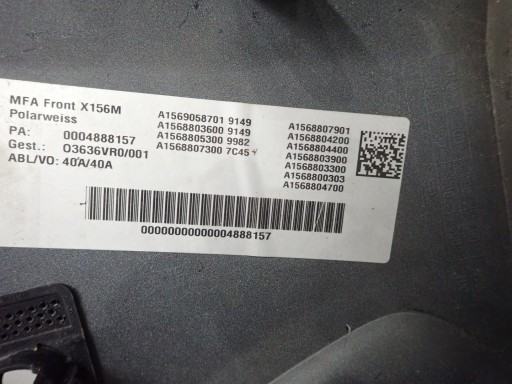 MFA Front X156M
Polarweiss
PA: 0004888157
Gest.: O3636VR0/001
ABL/VO: 40A/40A
A1569058701 9149
A1568803600 9149
A1568805300 9982
A1568807300 7C45
A1568807901
A1568804200
A1568804400
A1568803900
A1568803300
A1568800303
A1568804700
00000000000004888157